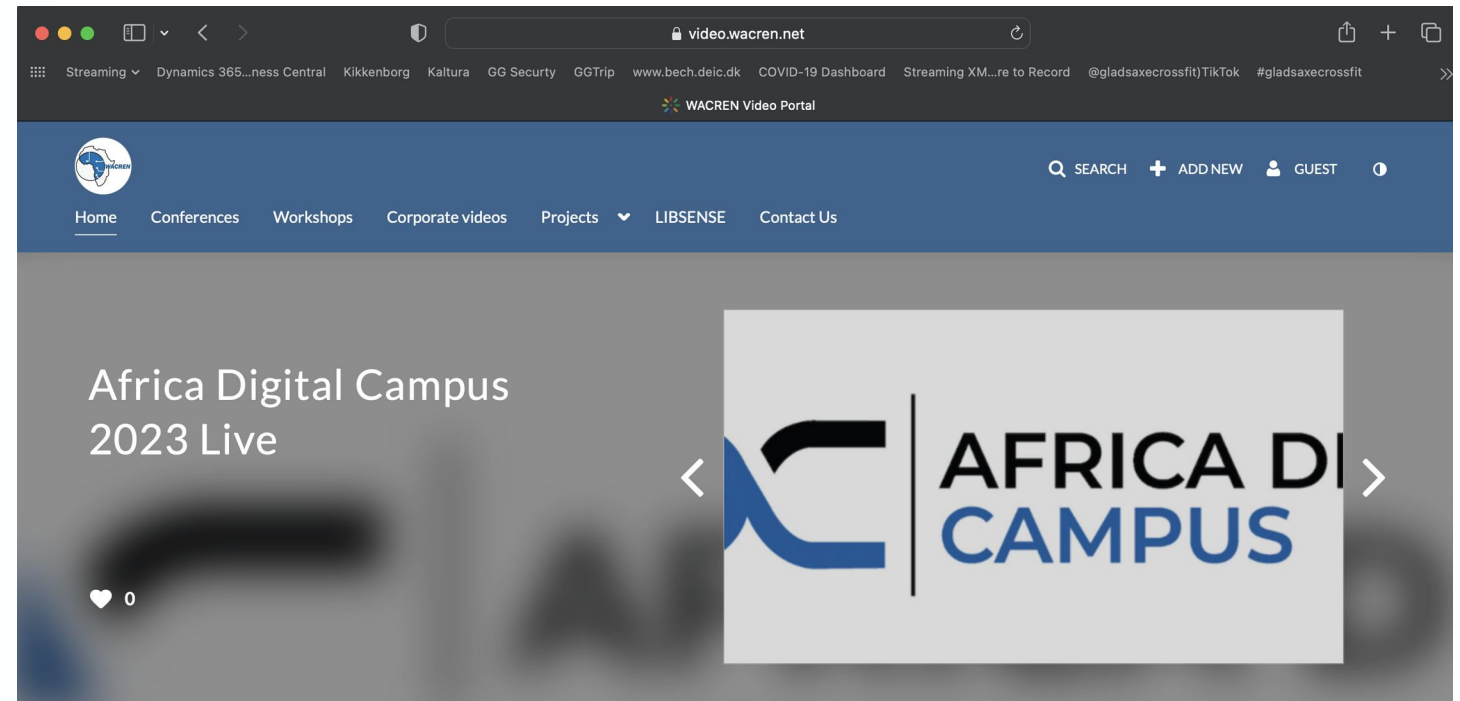 video.wacren.net
Streaming Dynamics 365...ness Central Kikkenborg Kaltura GG Securty GGTrip www.bech.deic.dk COVID-19 Dashboard Streaming XM...re to Record @gladsaxecrossfit)TikTok #gladsaxecrossfit
WACREN Video Portal
WACREN
SEARCH ADD NEW GUEST
Home Conferences Workshops Corporate videos Projects LIBSENSE Contact Us
Africa Digital Campus
2023 Live
AFRICA DI
CAMPUS
0